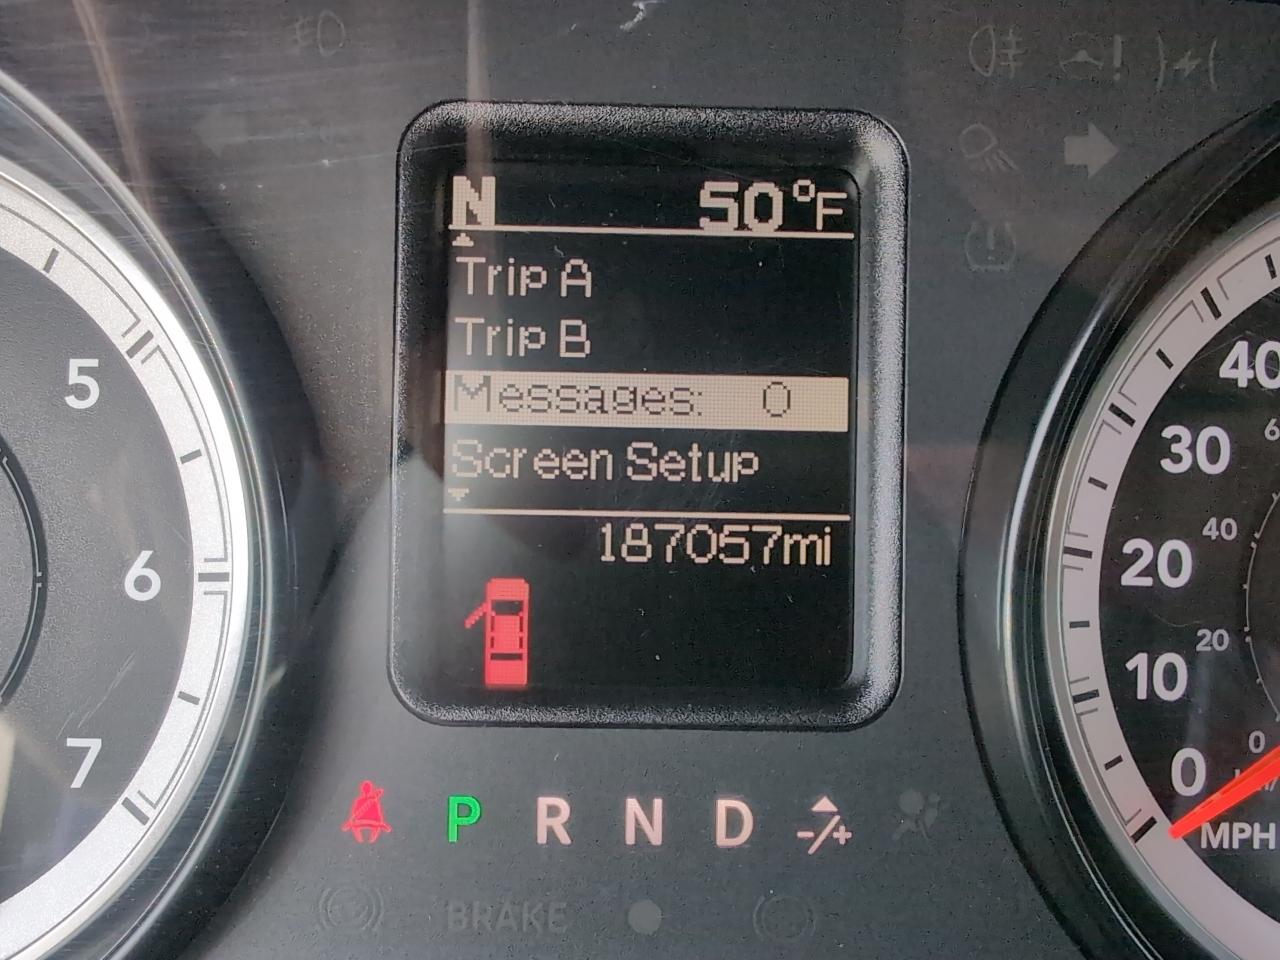 N 50°F
Trip A
Trip B
Messages: 0
Screen Setup
187057mi
5
6
7
40
30
20
10
0
40
20
0
MPH
P R N D -/+
BRAKE